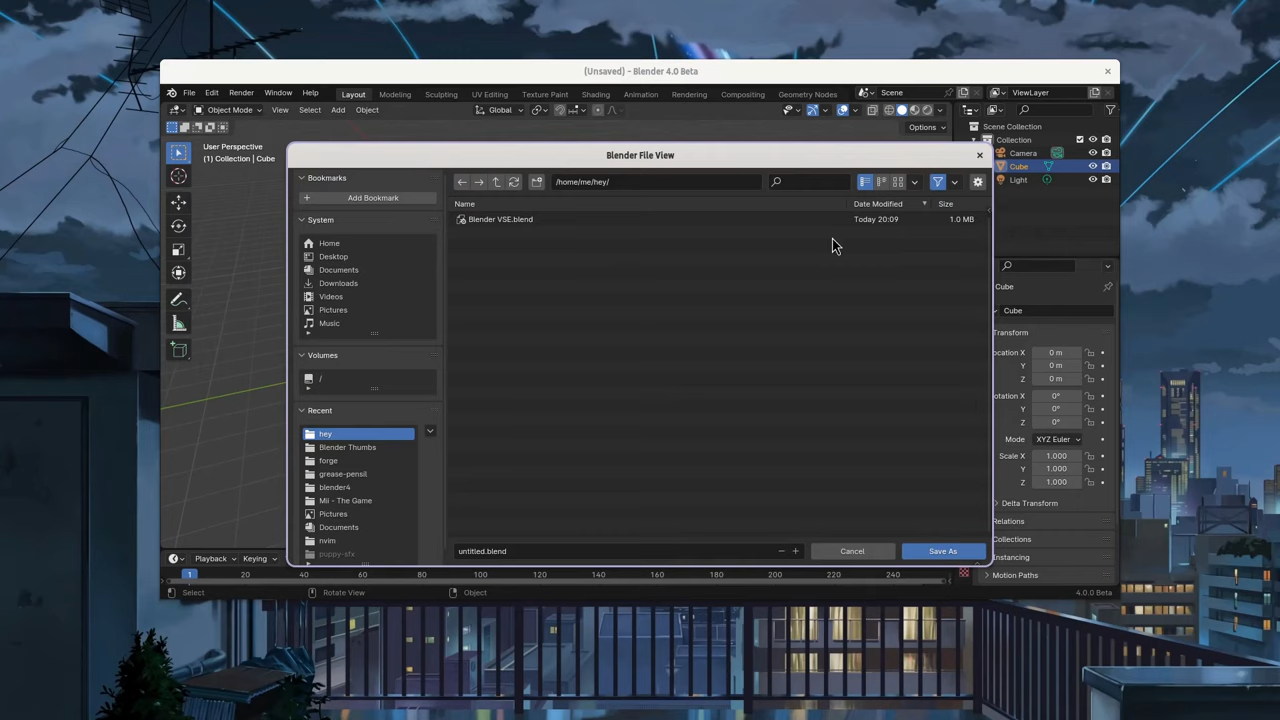 (Unsaved) - Blender 4.0 Beta
File Edit Render Window Help Layout Modeling Sculpting UV Editing Texture Paint Shading Animation Rendering Compositing Geometry Nodes Scene ViewLayer
Object Mode View Select Add Object Global
Options
User Perspective
(1) Collection | Cube
Scene Collection
Collection
Camera
Cube
Light
Blender File View
Bookmarks
Add Bookmark
System
Home
Desktop
Documents
Downloads
Videos
Pictures
Music
Volumes
/
Recent
hey
Blender Thumbs
forge
grease-pensil
blender4
Mii - The Game
Pictures
Documents
nvim
puppy-sfx
/home/me/hey/
Name Date Modified Size
Blender VSE.blend Today 20:09 1.0 MB
untitled.blend
Cancel Save As
Cube
Cube
Transform
ocation X 0 m
Y 0 m
Z 0 m
otation X 0°
Y 0°
Z 0°
Mode XYZ Euler
Scale X 1.000
Y 1.000
Z 1.000
Delta Transform
Relations
Collections
Instancing
Motion Paths
Playback Keying
1 20 40 60 80 100 120 140 160 180 200 220 240
Select Rotate View Object 4.0.0 Beta